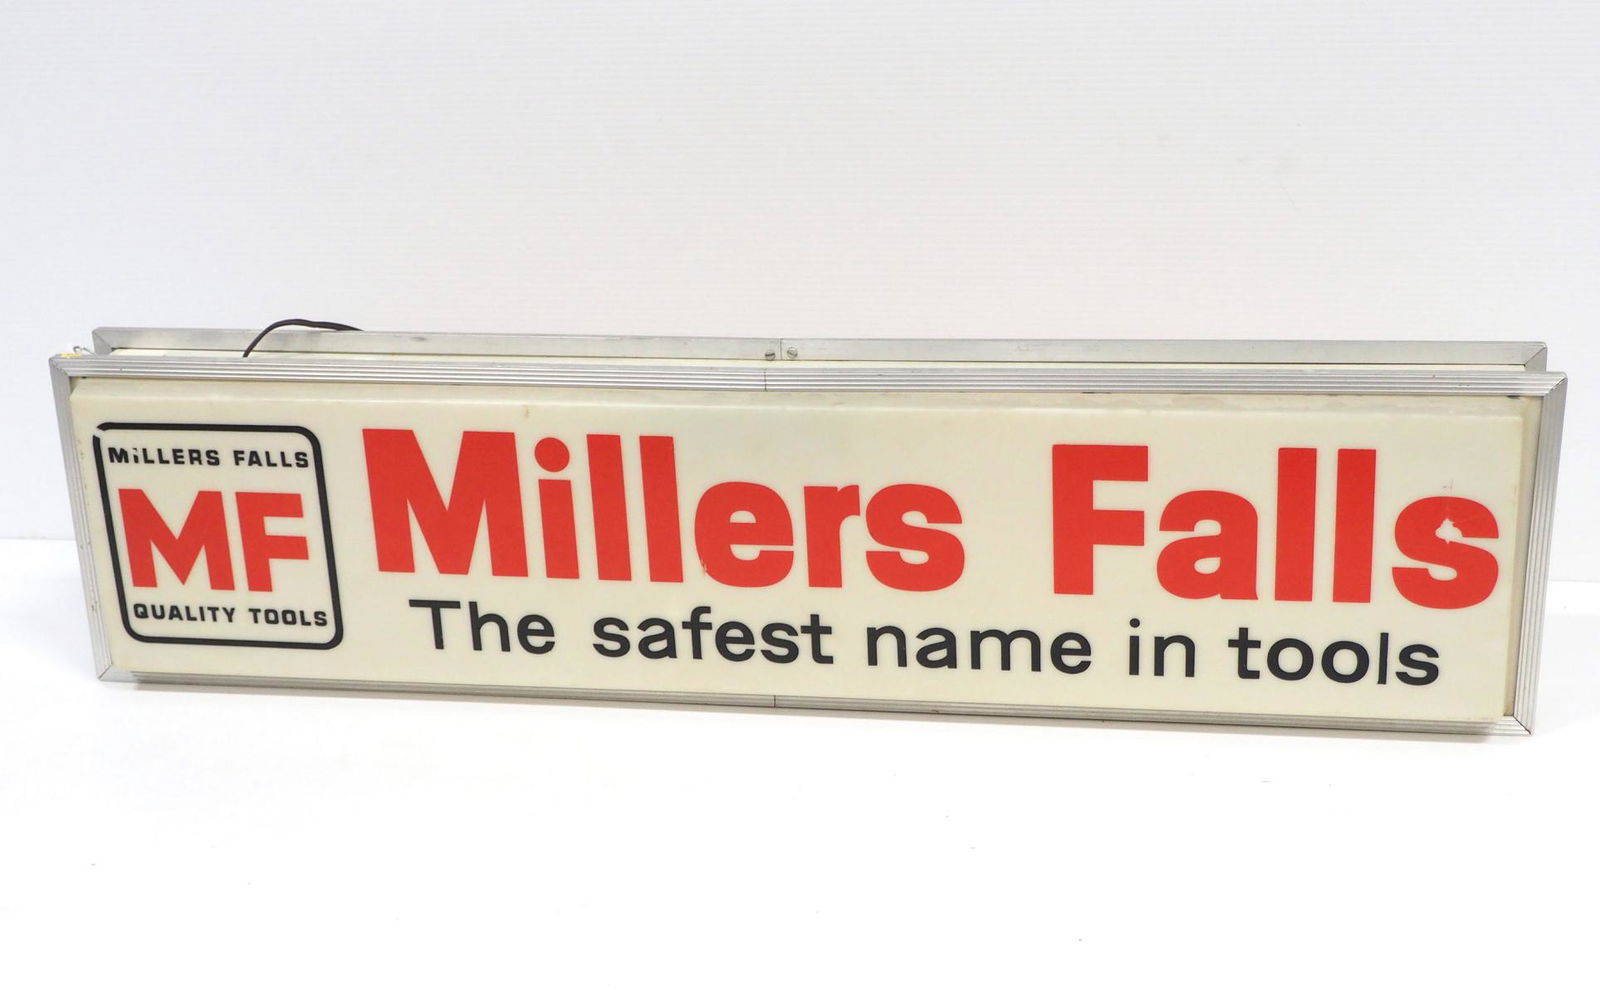 MiLLERS FALLS
MF
QUALITY TOOLS
Millers Falls
The safest name in tools